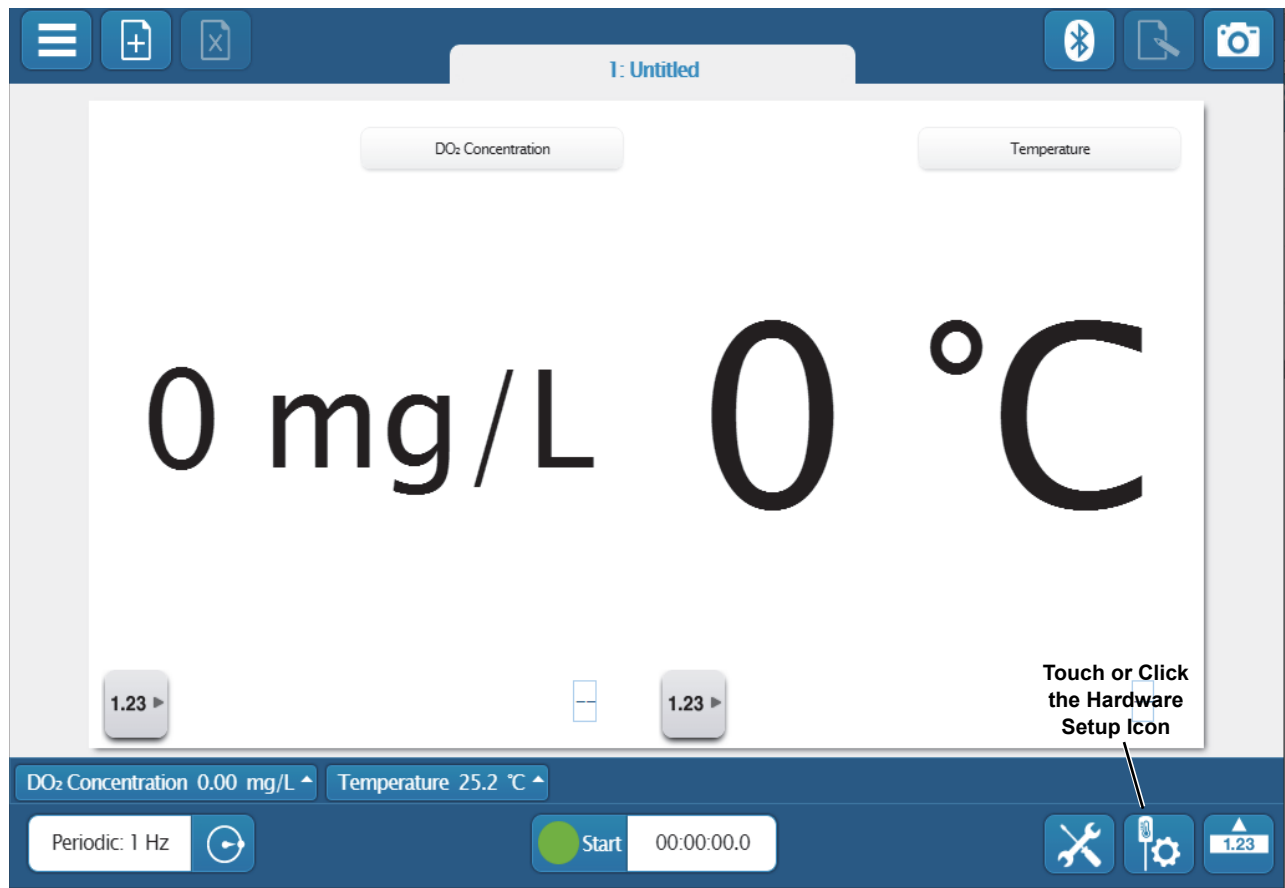 1: Untitled
DO₂ Concentration
Temperature
0 mg/L
0 °C
1.23
--
1.23
--
Touch or Click
the Hardware
Setup Icon
DO₂ Concentration 0.00 mg/L
Temperature 25.2 °C
Periodic: 1 Hz
Start
00:00:00.0
1.23